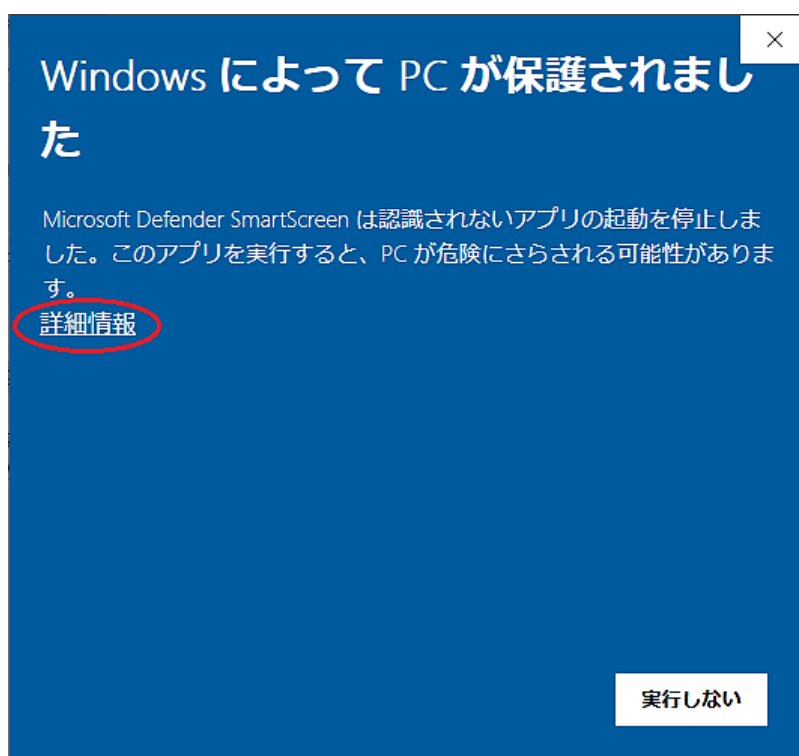 Windows によって PC が保護されまし
た
Microsoft Defender SmartScreen は認識されないアプリの起動を停止しま
した。このアプリを実行すると、PC が危険にさらされる可能性がありま
す。
詳細情報
実行しない